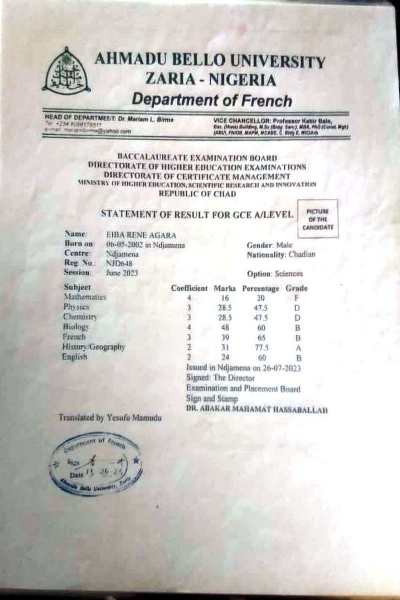 AHMADU BELLO UNIVERSITY
ZARIA - NIGERIA
Department of French
HEAD OF DEPARTMENT: Dr Mariam L. Birma
VICE CHANCELLOR: Professor Kabir Bala,
BACCALAUREATE EXAMINATION BOARD
DIRECTORATE OF HIGHER EDUCATION EXAMINATIONS
DIRECTORATE OF CERTIFICATE MANAGEMENT
MINISTRY OF HIGHER EDUCATION, SCIENTIFIC RESEARCH AND INNOVATION
REPUBLIC OF CHAD
STATEMENT OF RESULT FOR GCE A/LEVEL
PICTURE
OF THE
CANDIDATE
Name: EIBA RENE AGARA
Born on 06-05-2002 in Ndjamena Gender: Male
Centre: Ndjamena Nationality: Chadian
Reg. No.: NJD648
Session: June 2023 Option: Sciences
Subject Coefficient Marks Percentage Grade
Mathematics 4 16 20 F
Physics 3 28.5 47.5 D
Chemistry 3 28.5 47.5 D
Biology 4 48 60 B
French 3 39 65 B
History/Geography 2 31 77.5 A
English 2 24 60 B
Issued in Ndjamena on 26-07-2023
Signed: The Director
Examination and Placement Board
Sign and Stamp
DR. ABAKAR MAHAMAT HASSABALLAH
Translated by Yesufu Mamudu
Department of French
Sign
Date
Ahmadu Bello University, Zaria